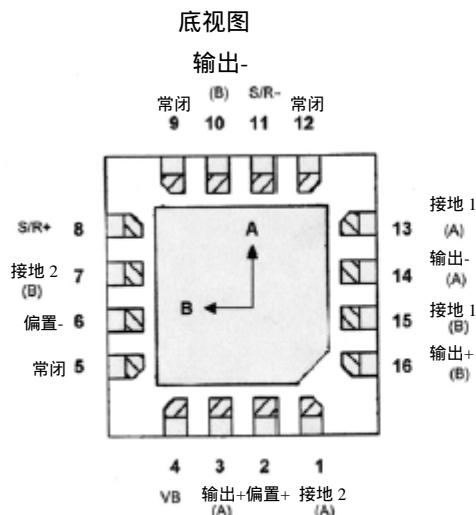 底视图
输出-
常闭 (B) S/R- 常闭
9 10 11 12
S/R+ 8
接地 2 7
(B)
偏置- 6
常闭 5
A
B
13 接地 1
(A)
14 输出-
(A)
15 接地 1
(B)
16 输出+
(B)
4 3 2 1
VB 输出+ 偏置+ 接地 2
(A) (A)